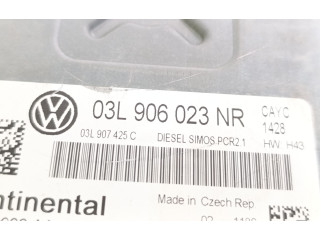 03L 906 023 NR
CAYC
1428
03L 907 425 C
DIESEL SIMOS PCR2.1
HW: H43
Made in Czech Rep